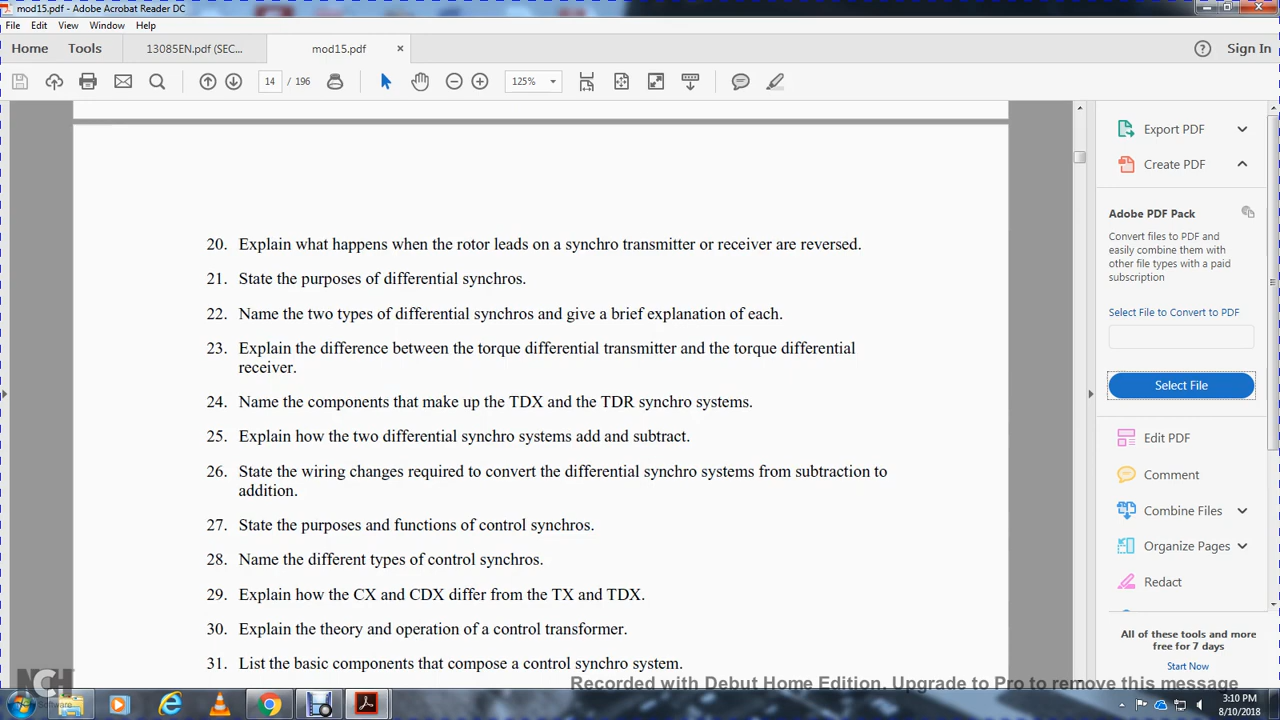 mod15.pdf - Adobe Acrobat Reader DC
File Edit View Window Help
Home Tools 13085EN.pdf (SEC... mod15.pdf × Sign In
14 / 196 125%
20. Explain what happens when the rotor leads on a synchro transmitter or receiver are reversed.
21. State the purposes of differential synchros.
22. Name the two types of differential synchros and give a brief explanation of each.
23. Explain the difference between the torque differential transmitter and the torque differential
receiver.
24. Name the components that make up the TDX and the TDR synchro systems.
25. Explain how the two differential synchro systems add and subtract.
26. State the wiring changes required to convert the differential synchro systems from subtraction to
addition.
27. State the purposes and functions of control synchros.
28. Name the different types of control synchros.
29. Explain how the CX and CDX differ from the TX and TDX.
30. Explain the theory and operation of a control transformer.
31. List the basic components that compose a control synchro system.
Export PDF
Create PDF
Adobe PDF Pack
Convert files to PDF and
easily combine them with
other file types with a paid
subscription
Select File to Convert to PDF
Select File
Edit PDF
Comment
Combine Files
Organize Pages
Redact
All of these tools and more
free for 7 days
Start Now
NCH
Software
Recorded with Debut Home Edition. Upgrade to Pro to remove this message
3:10 PM
8/10/2018